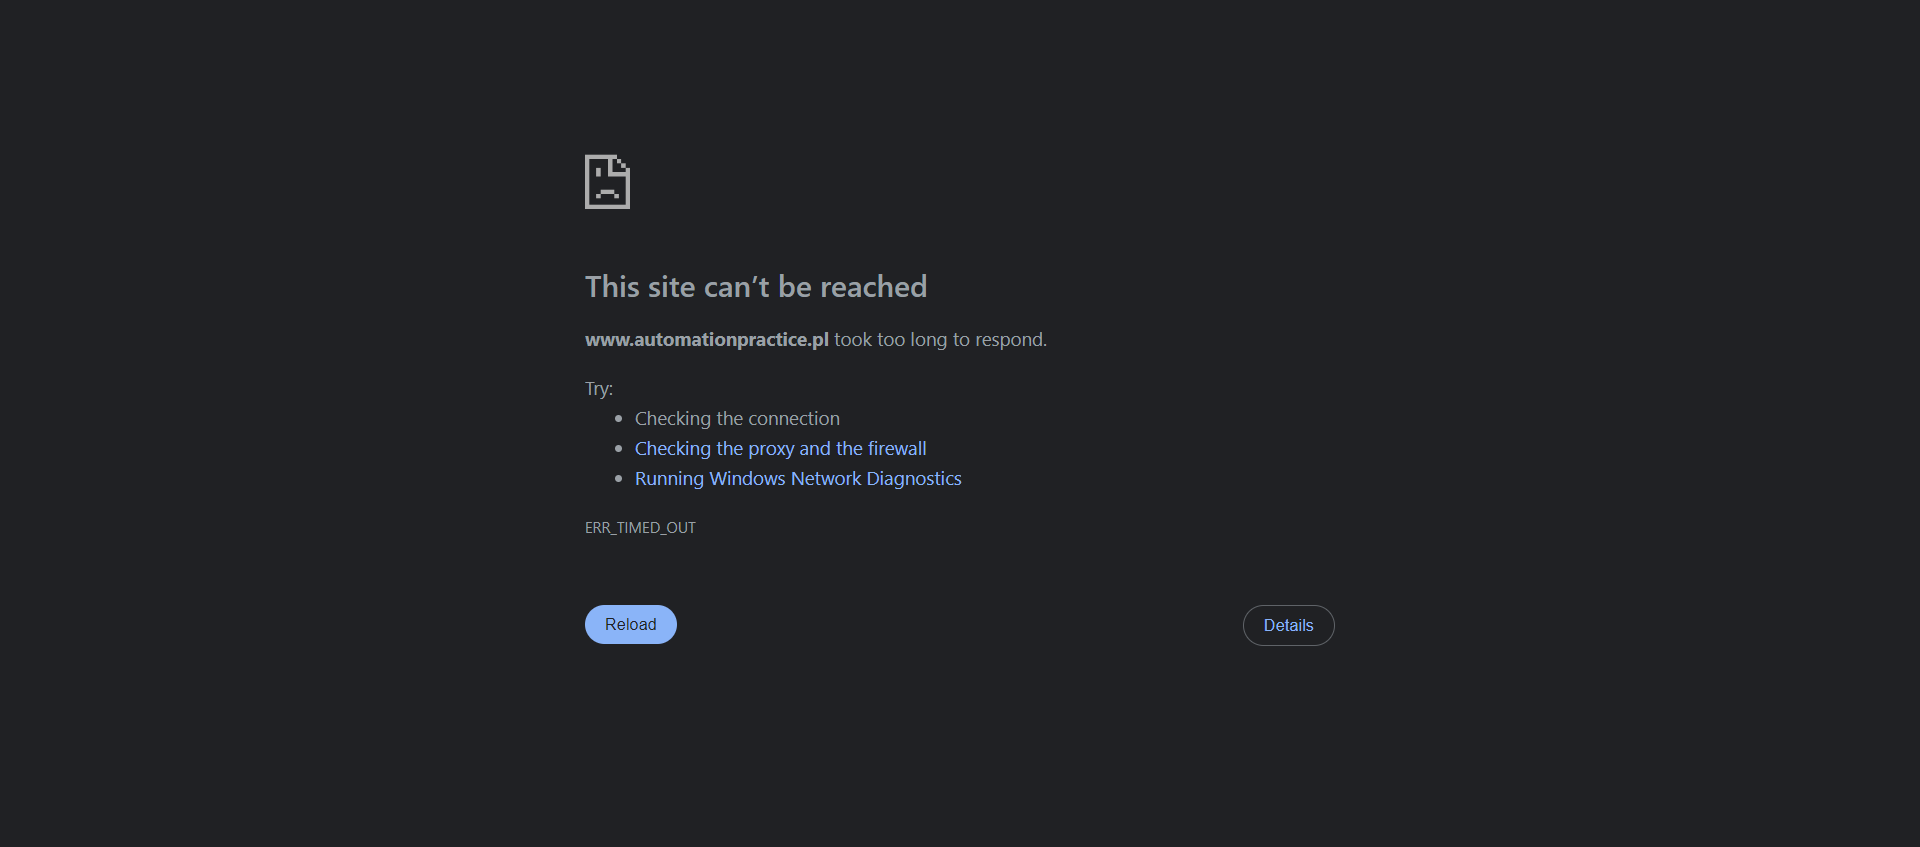 This site can’t be reached
www.automationpractice.pl took too long to respond.
Try:
Checking the connection
Checking the proxy and the firewall
Running Windows Network Diagnostics
ERR_TIMED_OUT
Reload
Details